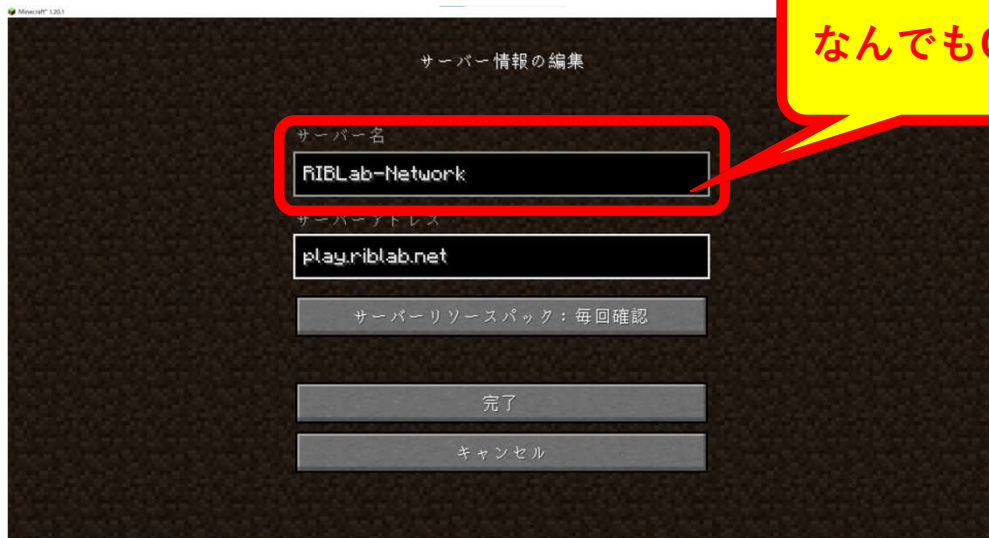 Minecraft* 1.20.1
なんでも
サーバー情報の編集
サーバー名
RIBLab-Network
サーバーアドレス
play.riblab.net
サーバーリソースパック：毎回確認
完了
キャンセル